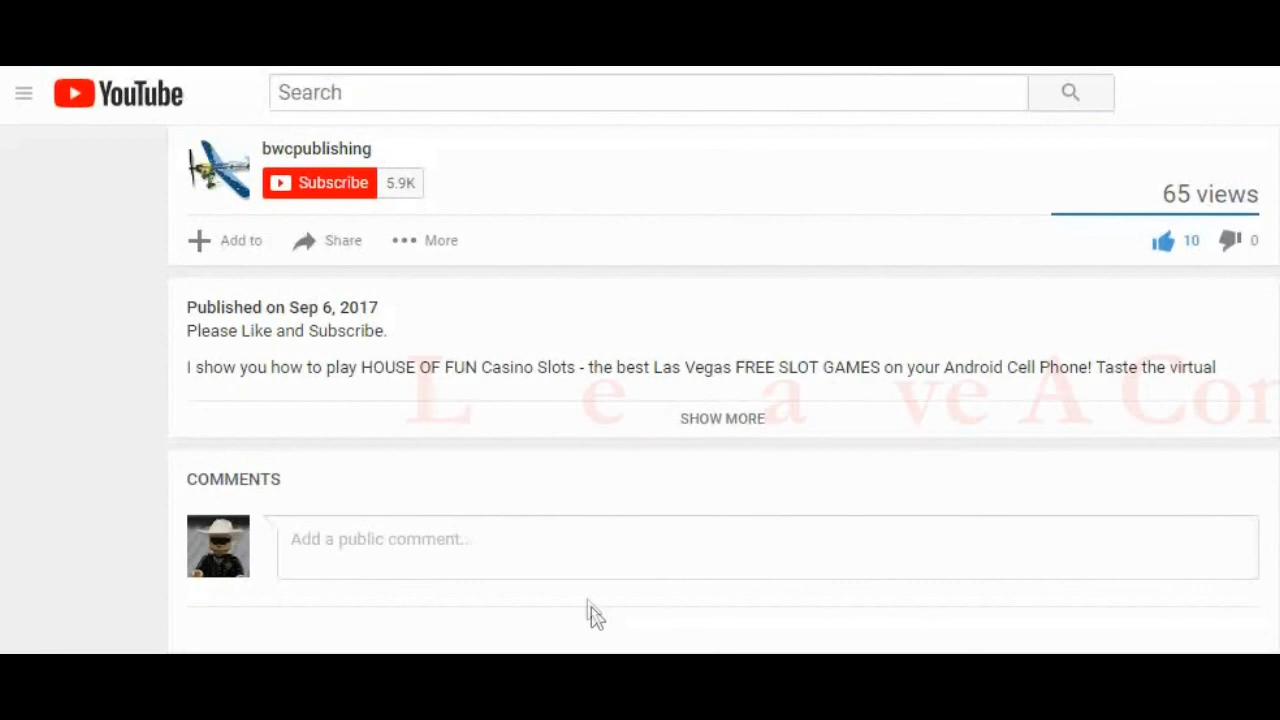 YouTube
Search
bwcpublishing
Subscribe 5.9K
65 views
Add to Share More
10 0
Published on Sep 6, 2017
Please Like and Subscribe.
I show you how to play HOUSE OF FUN Casino Slots - the best Las Vegas FREE SLOT GAMES on your Android Cell Phone! Taste the virtual
L e a ve A Com
SHOW MORE
COMMENTS
Add a public comment...